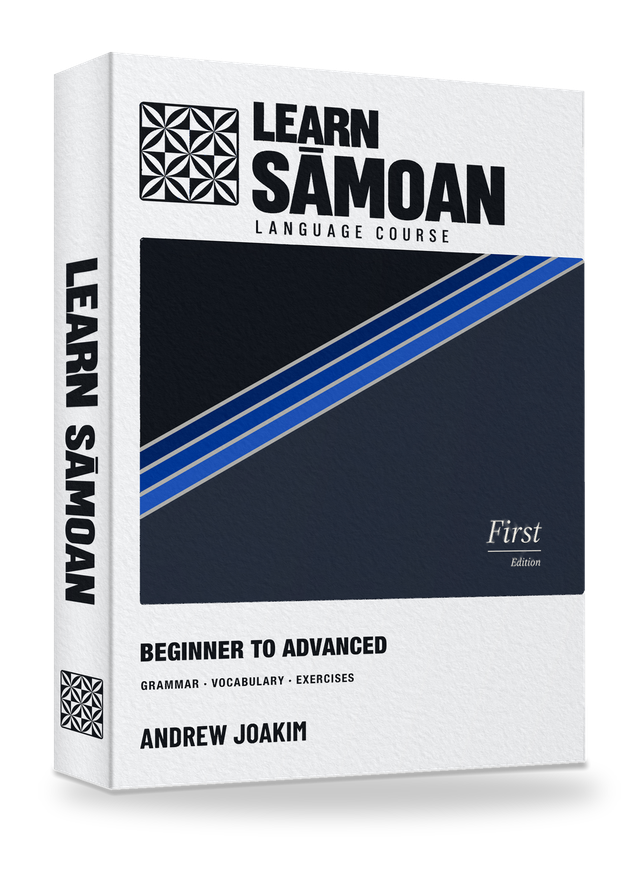 LEARN
SĀMOAN
LANGUAGE COURSE
First
Edition
BEGINNER TO ADVANCED
GRAMMAR · VOCABULARY · EXERCISES
ANDREW JOAKIM
LEARN SĀMOAN